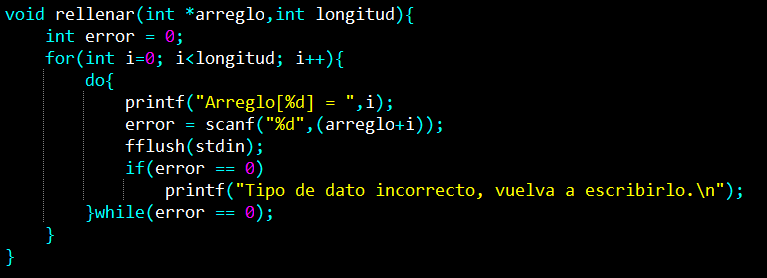 void rellenar(int *arreglo,int longitud){
    int error = 0;
    for(int i=0; i<longitud; i++){
        do{
            printf("Arreglo[%d] = ",i);
            error = scanf("%d",(arreglo+i));
            fflush(stdin);
            if(error == 0)
                printf("Tipo de dato incorrecto, vuelva a escribirlo.\n");
        }while(error == 0);
    }
}